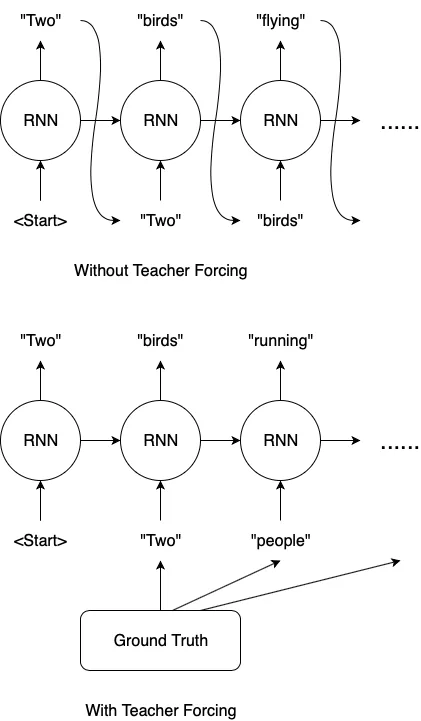 "Two" "birds" "flying"
RNN RNN RNN ......
<Start> "Two" "birds"
Without Teacher Forcing
"Two" "birds" "running"
RNN RNN RNN ......
<Start> "Two" "people"
Ground Truth
With Teacher Forcing